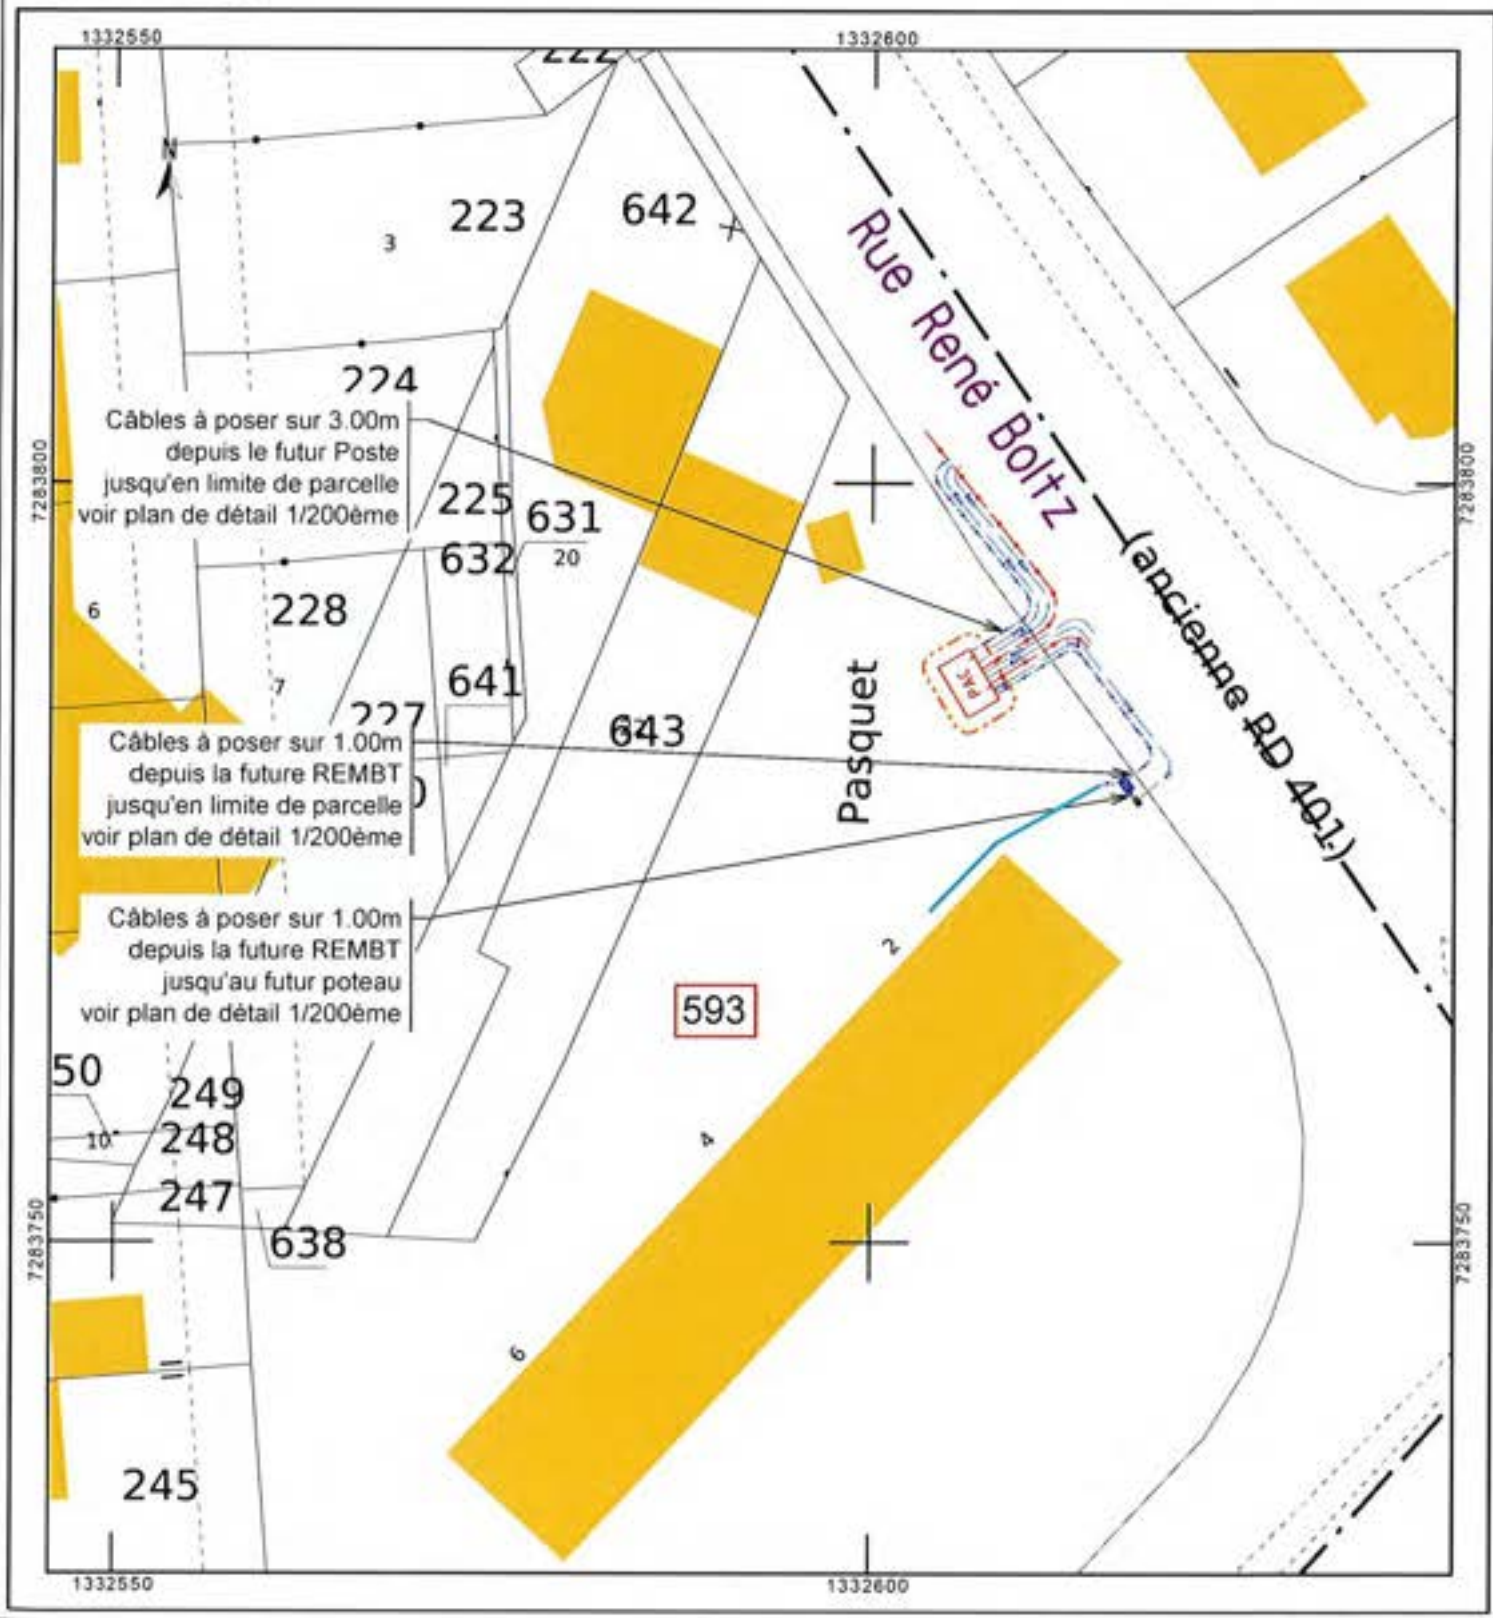 1332550
1332600
222
N
223
642
3
224
Câbles à poser sur 3.00m
depuis le futur Poste
jusqu'en limite de parcelle
voir plan de détail 1/200ème
7283800
7283800
225
631
20
632
228
6
7
641
227
643
Rue René Boltz
(ancienne RD 401)
PAC
Pasquet
Câbles à poser sur 1.00m
depuis la future REMBT
jusqu'en limite de parcelle
voir plan de détail 1/200ème
0
Câbles à poser sur 1.00m
depuis la future REMBT
jusqu'au futur poteau
voir plan de détail 1/200ème
2
593
50
249
10
248
4
247
638
7283750
7283750
6
245
1332550
1332600